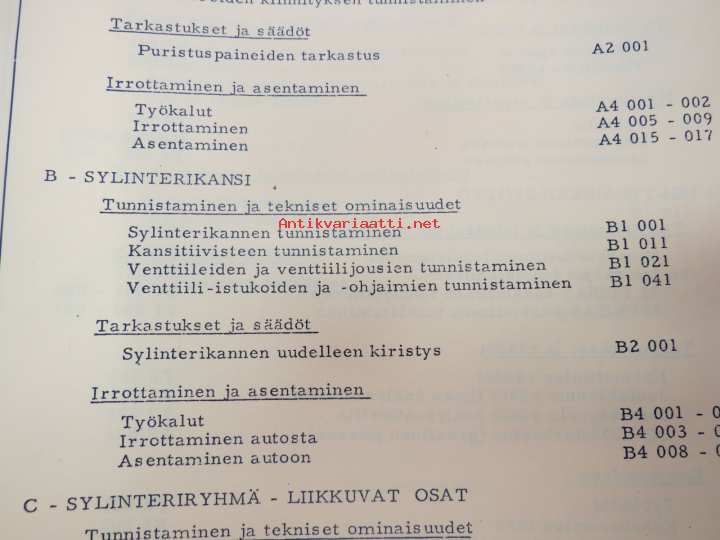 kiinnityksen tunnistaminen
Tarkastukset ja säädöt
Puristuspaineiden tarkastus A2 001
Irrottaminen ja asentaminen
Työkalut A4 001 - 002
Irrottaminen A4 005 - 009
Asentaminen A4 015 - 017
B - SYLINTERIKANSI
Tunnistaminen ja tekniset ominaisuudet
Antikvariaatti.net
Sylinterikannen tunnistaminen B1 001
Kansitiivisteen tunnistaminen B1 011
Venttiileiden ja venttiilijousien tunnistaminen B1 021
Venttiili-istukoiden ja -ohjaimien tunnistaminen B1 041
Tarkastukset ja säädöt
Sylinterikannen uudelleen kiristys B2 001
Irrottaminen ja asentaminen
Työkalut B4 001 -
Irrottaminen autosta B4 003 -
Asentaminen autoon B4 008 -
C - SYLINTERIRYHMÄ - LIIKKUVAT OSAT
Tunnistaminen ja tekniset ominaisuudet